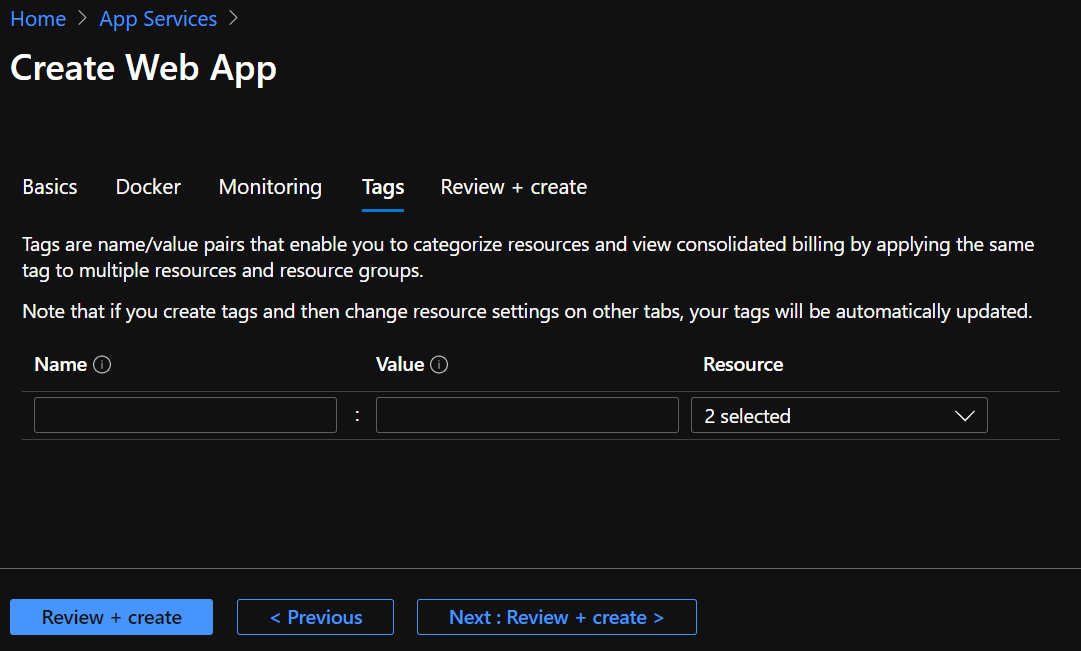 Home > App Services >
Create Web App
Basics Docker Monitoring Tags Review + create
Tags are name/value pairs that enable you to categorize resources and view consolidated billing by applying the same
tag to multiple resources and resource groups.
Note that if you create tags and then change resource settings on other tabs, your tags will be automatically updated.
Name Value Resource
: 2 selected
Review + create < Previous Next : Review + create >